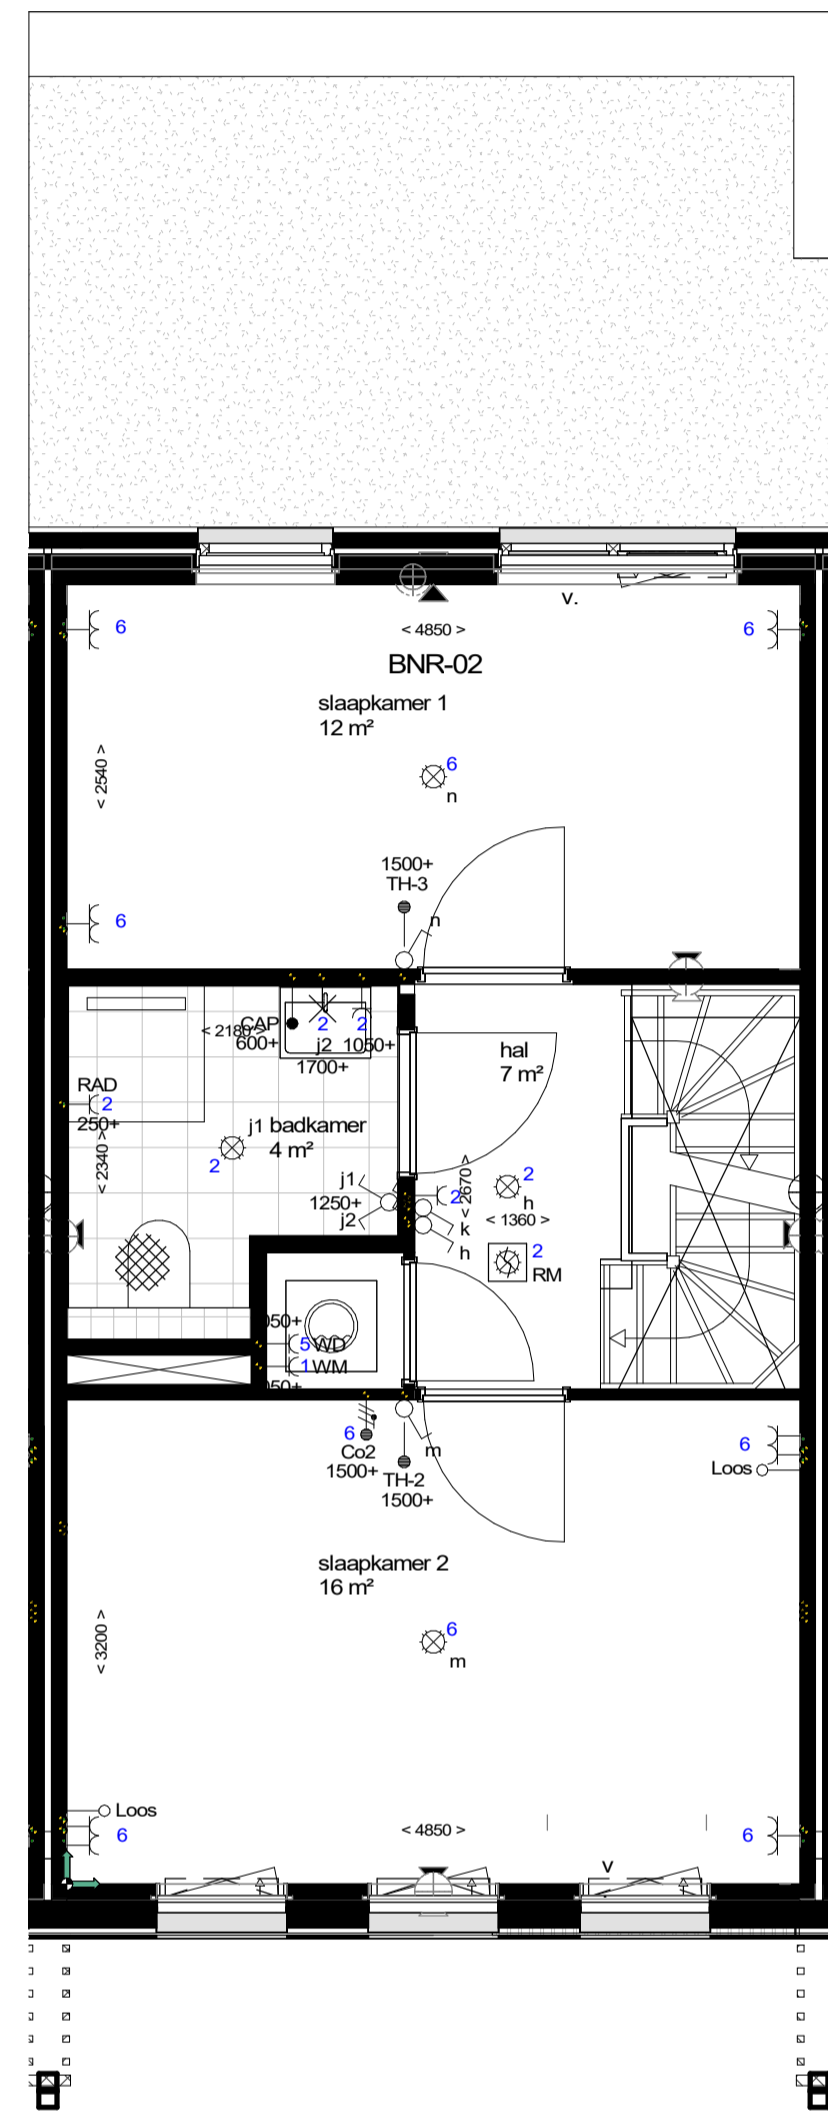 v.
6
< 4850 >
6
BNR-02
slaapkamer 1
12 m²
< 2540 >
6
n
1500+
TH-3
6
n
CAP
2
2
< 2180 >
600+
j2
1050+
1700+
hal
7 m²
RAD
2
250+
j1 badkamer
4 m²
2
< 2340 >
j1
1250+
j2
2
< 2670 >
2
h
k
< 1360 >
h
2
RM
5
WD
1
WM
6
Co2
1500+
m
TH-2
1500+
6
Loos
slaapkamer 2
16 m²
< 3200 >
6
m
Loos
6
< 4850 >
6
v